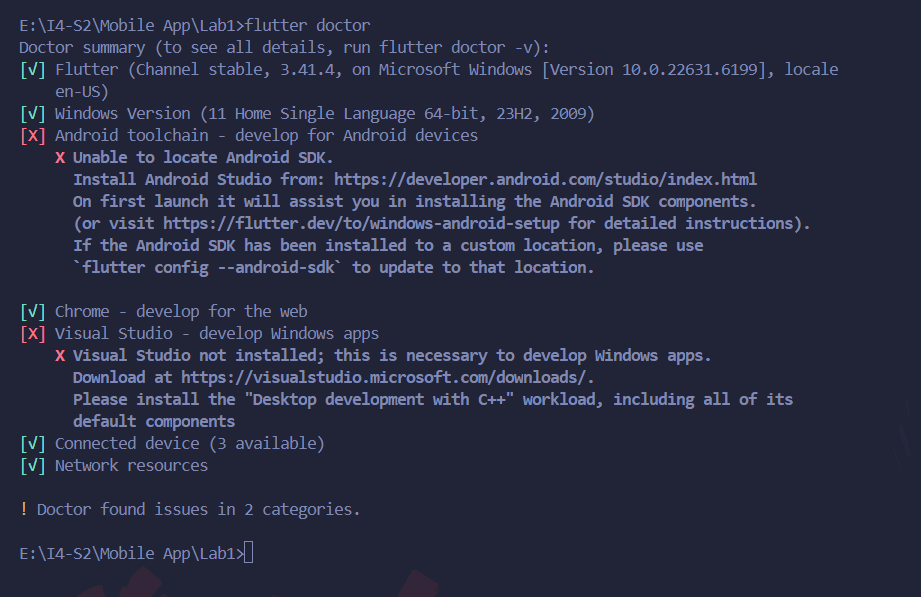 E:\I4-S2\Mobile App\Lab1>flutter doctor
Doctor summary (to see all details, run flutter doctor -v):
[√] Flutter (Channel stable, 3.41.4, on Microsoft Windows [Version 10.0.22631.6199], locale
en-US)
[√] Windows Version (11 Home Single Language 64-bit, 23H2, 2009)
[X] Android toolchain - develop for Android devices
X Unable to locate Android SDK.
Install Android Studio from: https://developer.android.com/studio/index.html
On first launch it will assist you in installing the Android SDK components.
(or visit https://flutter.dev/to/windows-android-setup for detailed instructions).
If the Android SDK has been installed to a custom location, please use
`flutter config --android-sdk` to update to that location.
[√] Chrome - develop for the web
[X] Visual Studio - develop Windows apps
X Visual Studio not installed; this is necessary to develop Windows apps.
Download at https://visualstudio.microsoft.com/downloads/.
Please install the "Desktop development with C++" workload, including all of its
default components
[√] Connected device (3 available)
[√] Network resources
! Doctor found issues in 2 categories.
E:\I4-S2\Mobile App\Lab1>